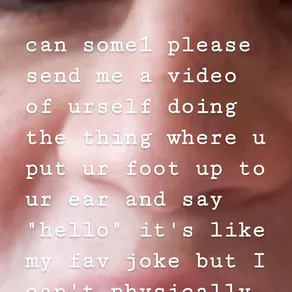 can some1 please
send me a video
of urself doing
the thing where u
put ur foot up to
ur ear and say
"hello" it's like
my fav joke but I
can't physically